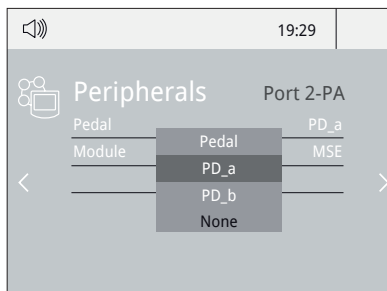 19:29
Peripherals Port 2-PA
Pedal PD_a
Module MSE
Pedal
PD_a
PD_b
None